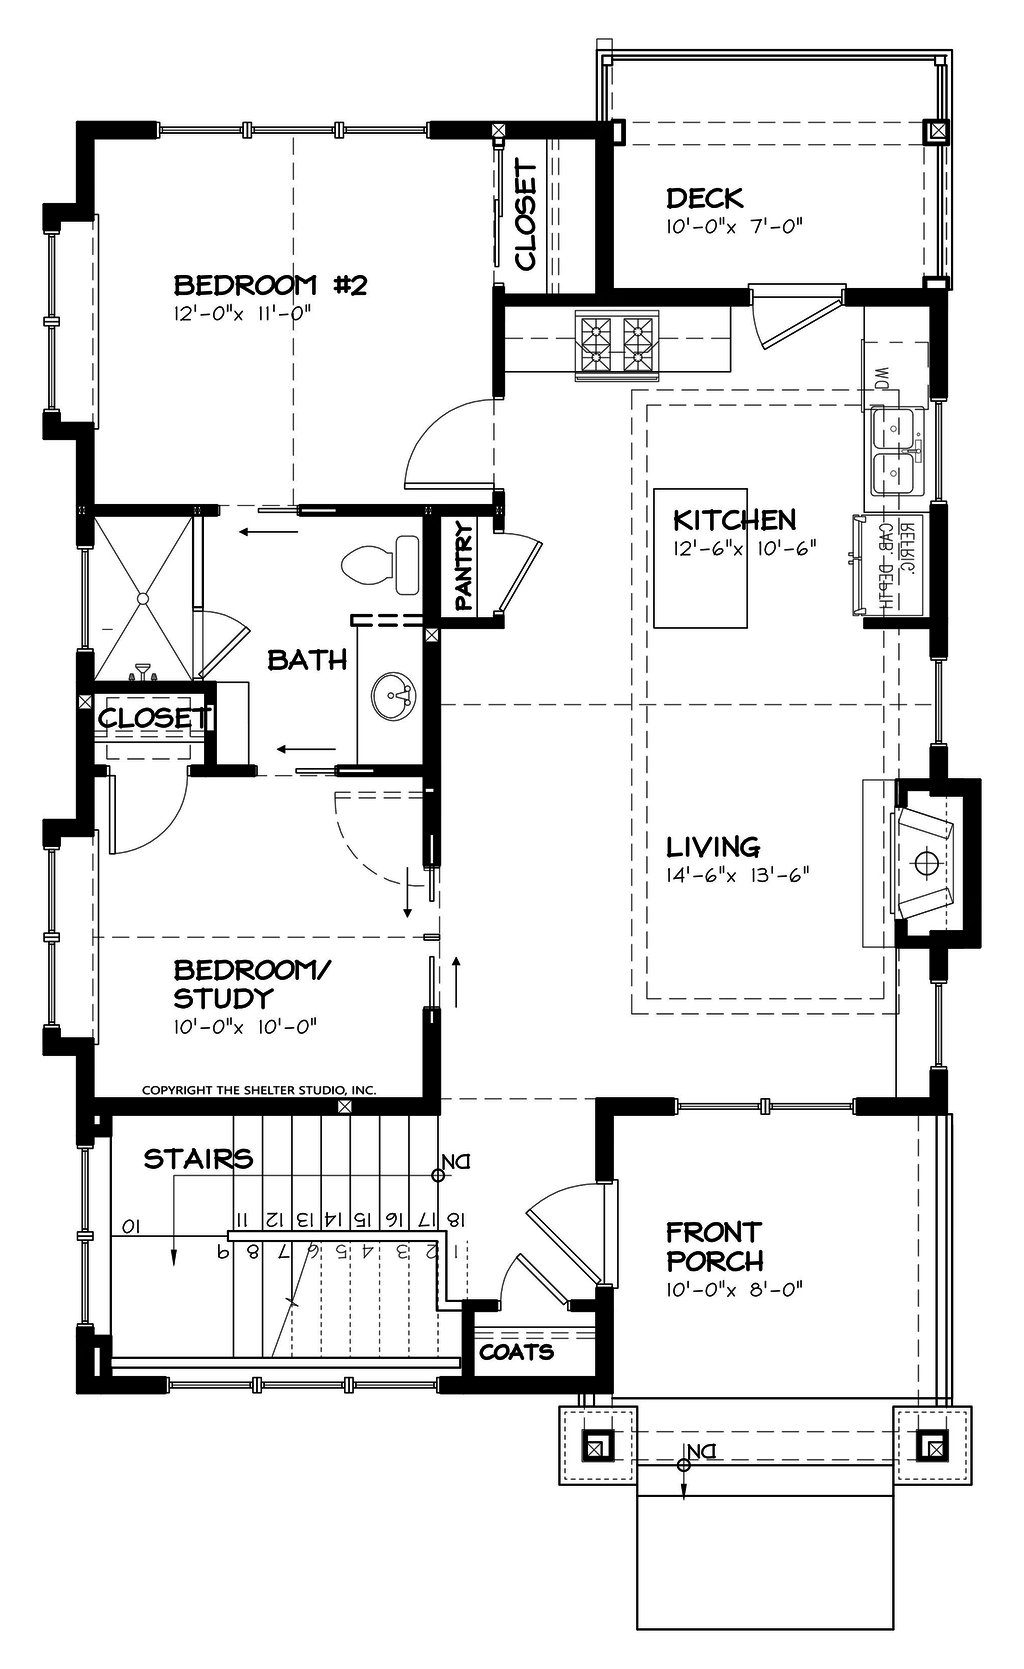 DECK
10'-0"x 7'-0"
CLOSET
BEDROOM #2
12'-0"x 11'-0"
DW
KITCHEN
12'-6"x 10'-6"
REFRIG.
CAB. DEPTH
PANTRY
BATH
CLOSET
LIVING
14'-6"x 13'-6"
BEDROOM/
STUDY
10'-0"x 10'-0"
COPYRIGHT THE SHELTER STUDIO, INC.
STAIRS
DN
10
11 12 13 14 15 16 17 18
9 8 7 6 5 4 3 2 1
FRONT
PORCH
10'-0"x 8'-0"
COATS
DN